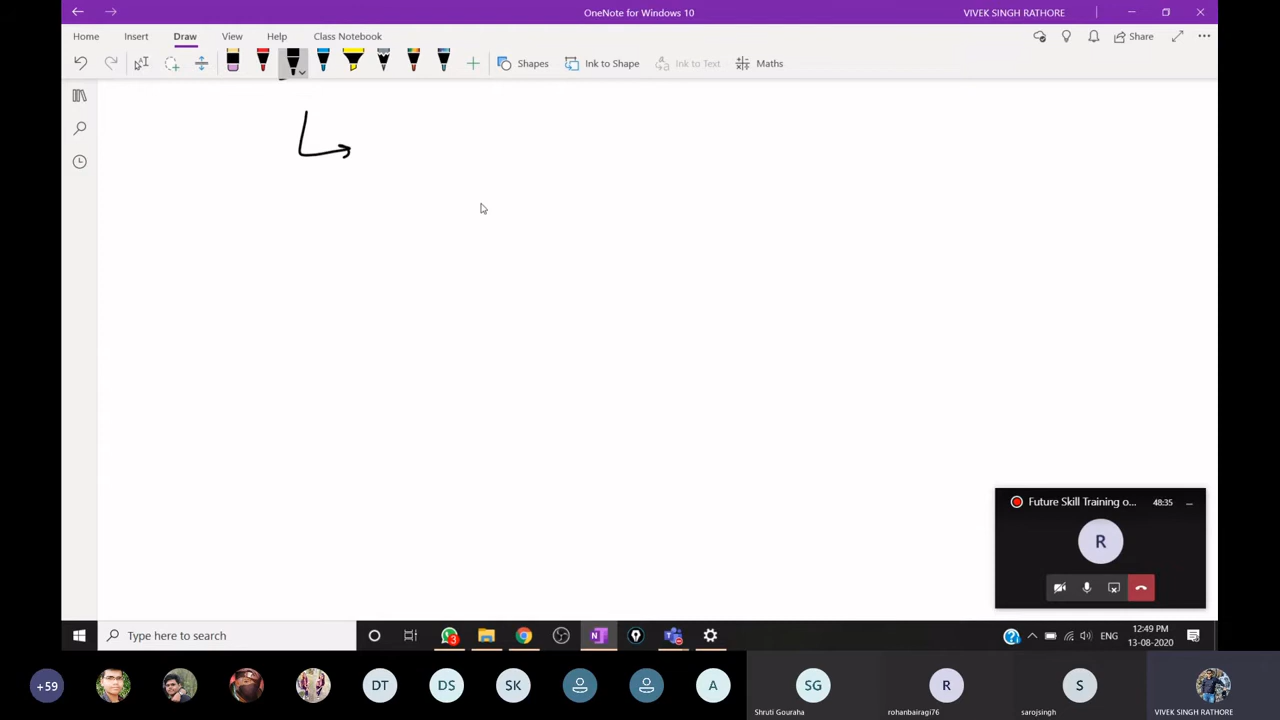 OneNote for Windows 10
VIVEK SINGH RATHORE
Home Insert Draw View Help Class Notebook
Share
Shapes Ink to Shape Ink to Text Maths
Future Skill Training o... 48:35
R
Type here to search
3
N
ENG
12:49 PM
13-08-2020
+59 DT DS SK A SG R S
Shruti Gouraha rohanbairagi76 sarojsingh VIVEK SINGH RATHORE